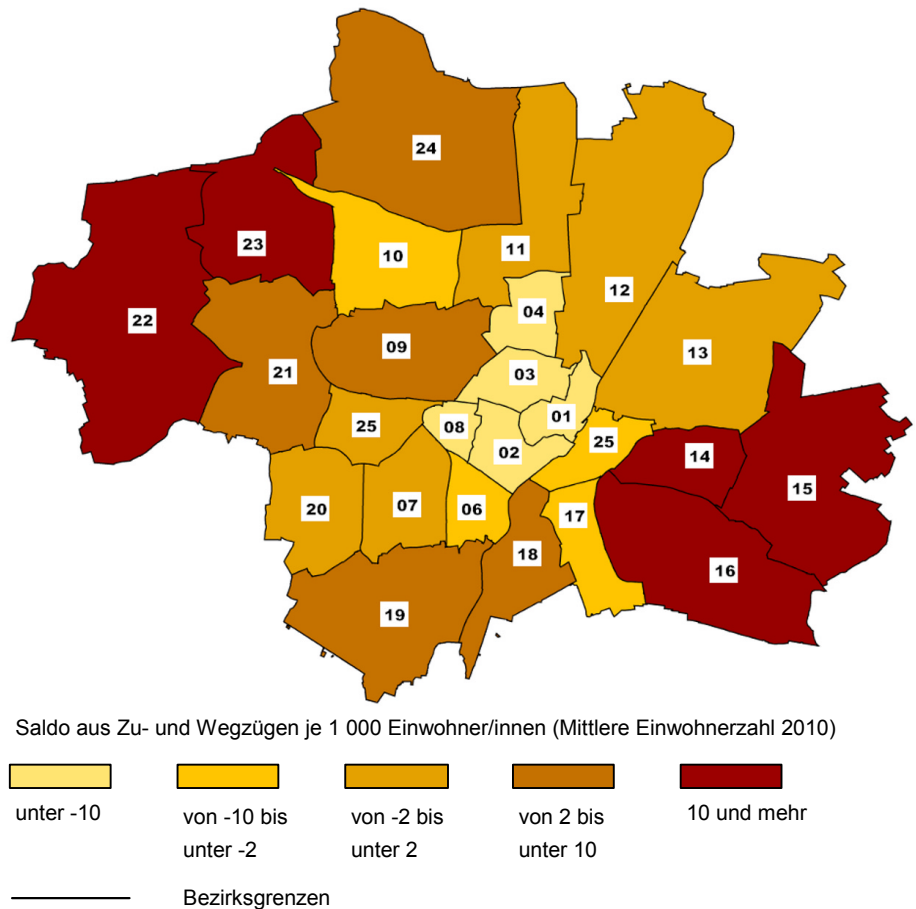 24
23
10
11
12
22
04
09
13
21
03
01
25
08
25
02
14
15
20
07
06
17
18
16
19
Saldo aus Zu- und Wegzügen je 1 000 Einwohner/innen (Mittlere Einwohnerzahl 2010)
unter -10
von -10 bis
unter -2
von -2 bis
unter 2
von 2 bis
unter 10
10 und mehr
Bezirksgrenzen